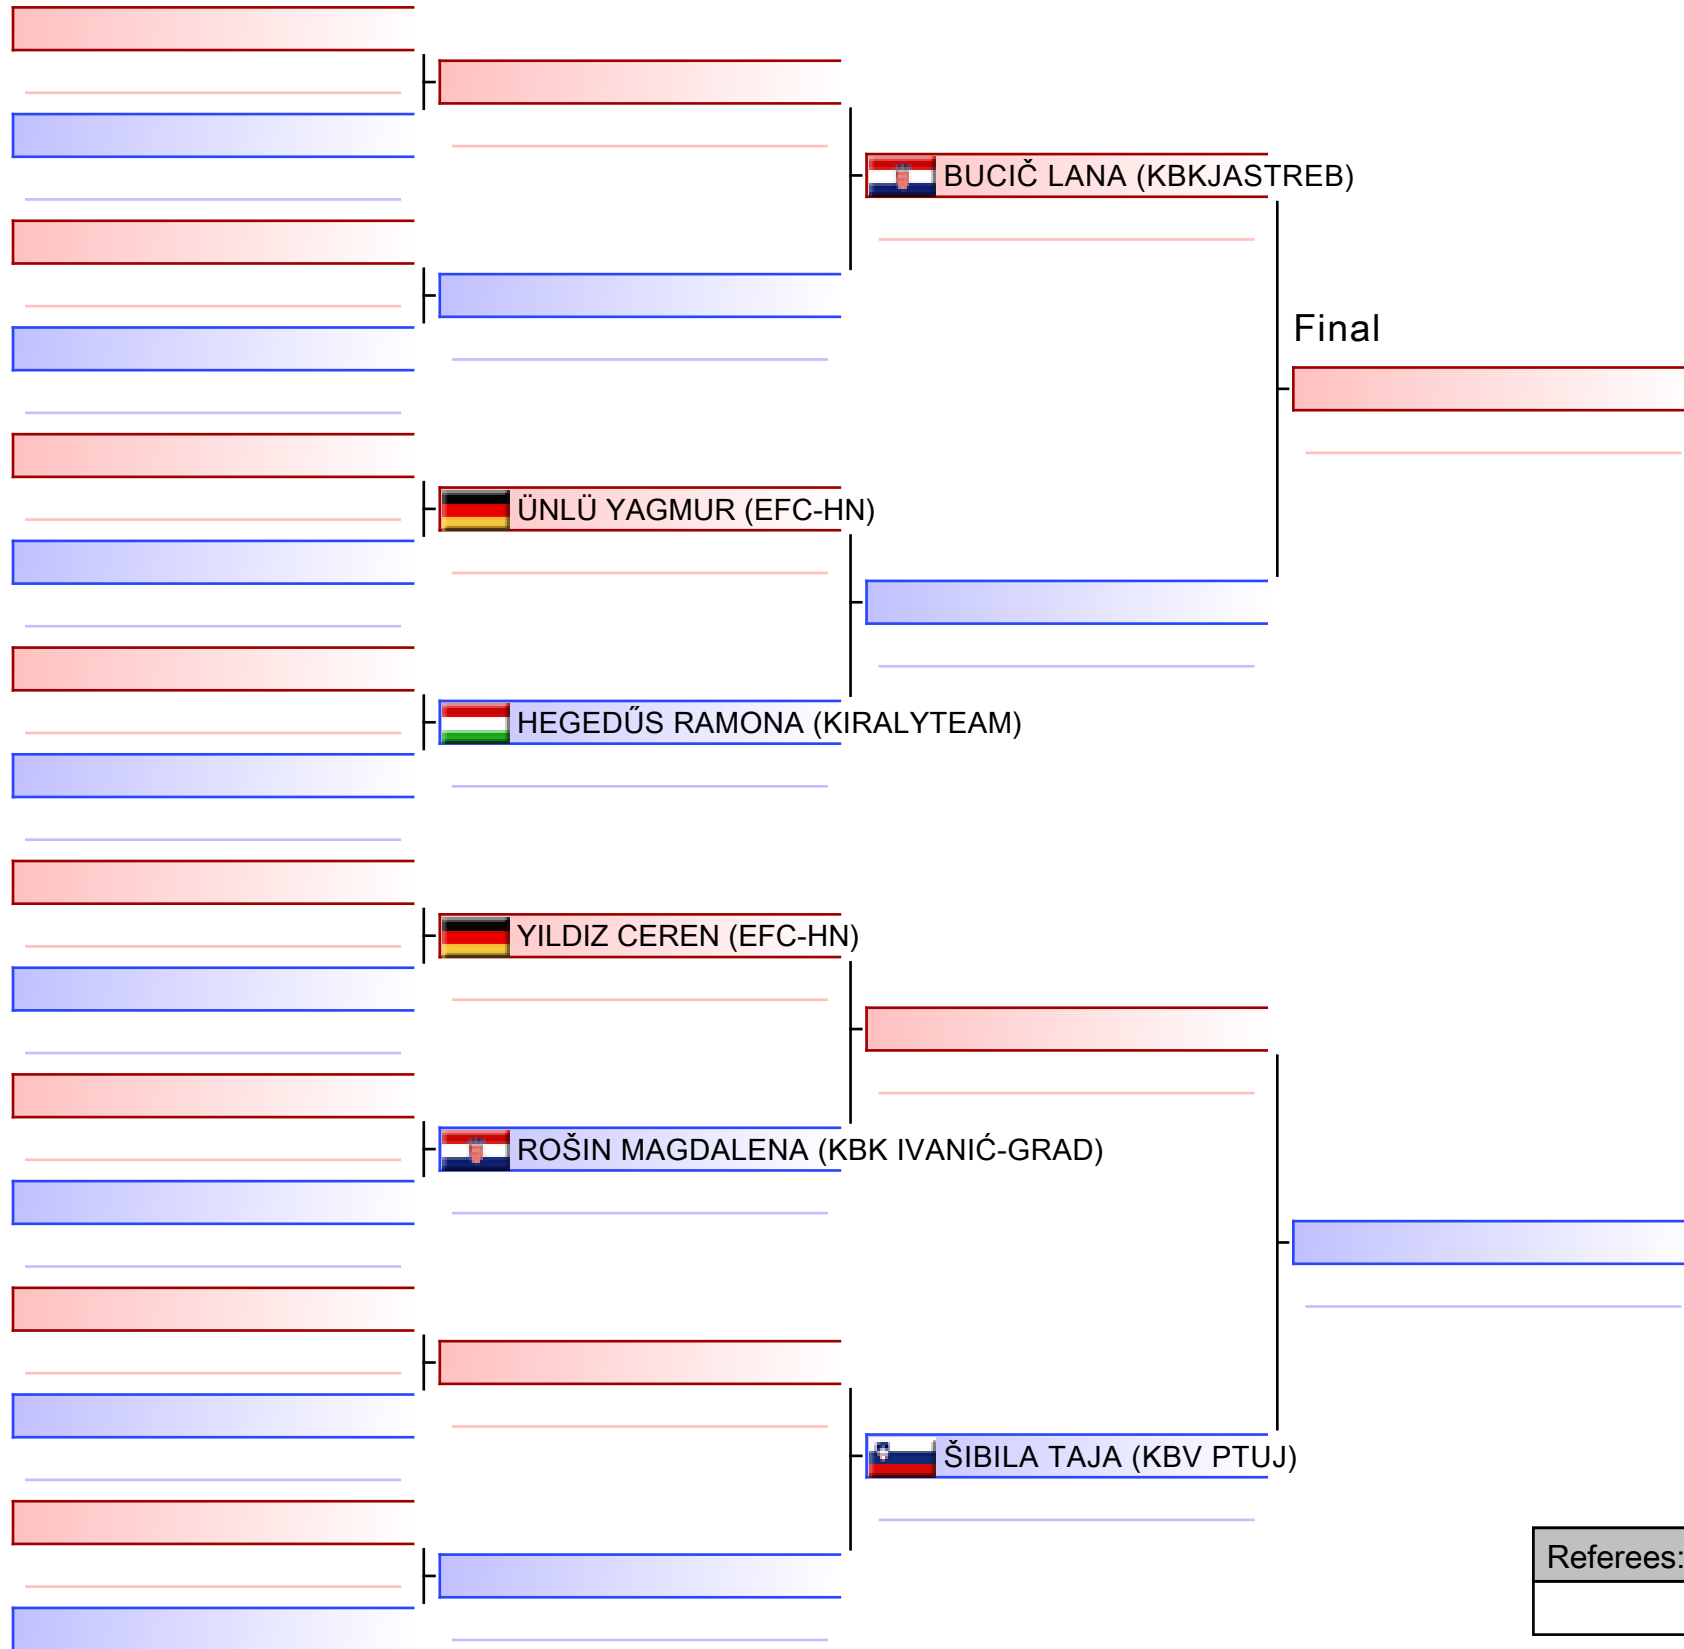 BUCIČ LANA (KBKJASTREB)
Final
ÜNLÜ YAGMUR (EFC-HN)
HEGEDŰS RAMONA (KIRALYTEAM)
YILDIZ CEREN (EFC-HN)
ROŠIN MAGDALENA (KBK IVANIĆ-GRAD)
ŠIBILA TAJA (KBV PTUJ)
Referees: